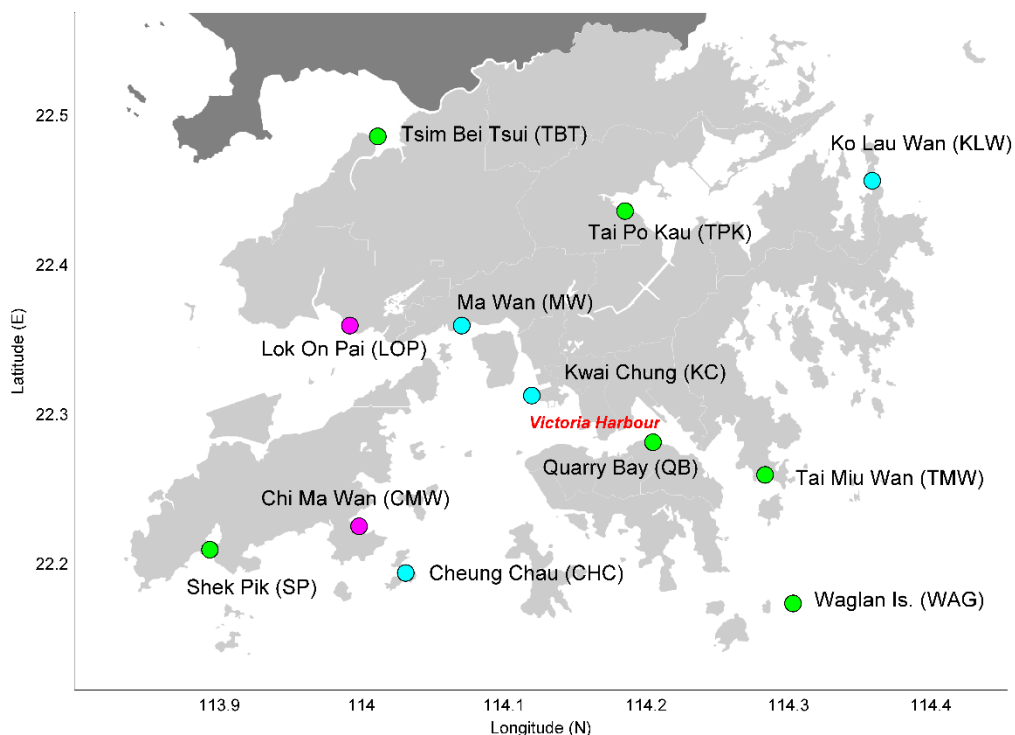 22.5
Tsim Bei Tsui (TBT)
Ko Lau Wan (KLW)
Tai Po Kau (TPK)
22.4
Ma Wan (MW)
Lok On Pai (LOP)
Kwai Chung (KC)
Latitude (E)
22.3
Victoria Harbour
Quarry Bay (QB)
Tai Miu Wan (TMW)
Chi Ma Wan (CMW)
22.2
Cheung Chau (CHC)
Shek Pik (SP)
Waglan Is. (WAG)
113.9 114 114.1 114.2 114.3 114.4
Longitude (N)